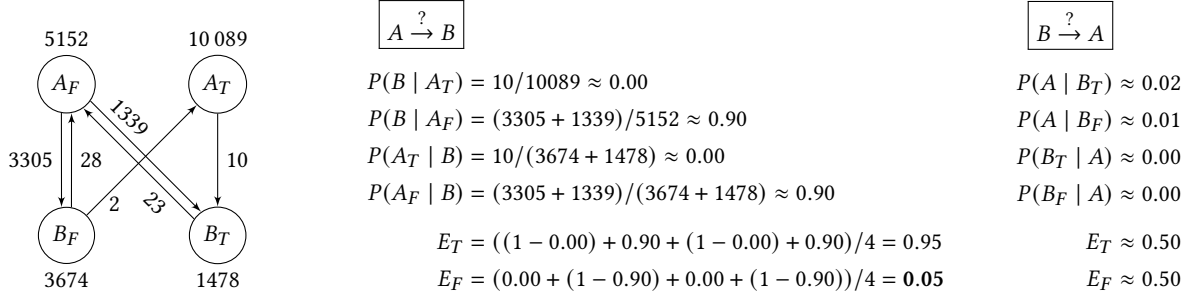 5152
10 089
A_F
A_T
1339
3305
28
10
2
23
B_F
B_T
3674
1478
A →^? B
P(B | A_T) = 10/10089 ≈ 0.00
P(B | A_F) = (3305 + 1339)/5152 ≈ 0.90
P(A_T | B) = 10/(3674 + 1478) ≈ 0.00
P(A_F | B) = (3305 + 1339)/(3674 + 1478) ≈ 0.90
E_T = ((1 − 0.00) + 0.90 + (1 − 0.00) + 0.90)/4 = 0.95
E_F = (0.00 + (1 − 0.90) + 0.00 + (1 − 0.90))/4 = 0.05
B →^? A
P(A | B_T) ≈ 0.02
P(A | B_F) ≈ 0.01
P(B_T | A) ≈ 0.00
P(B_F | A) ≈ 0.00
E_T ≈ 0.50
E_F ≈ 0.50